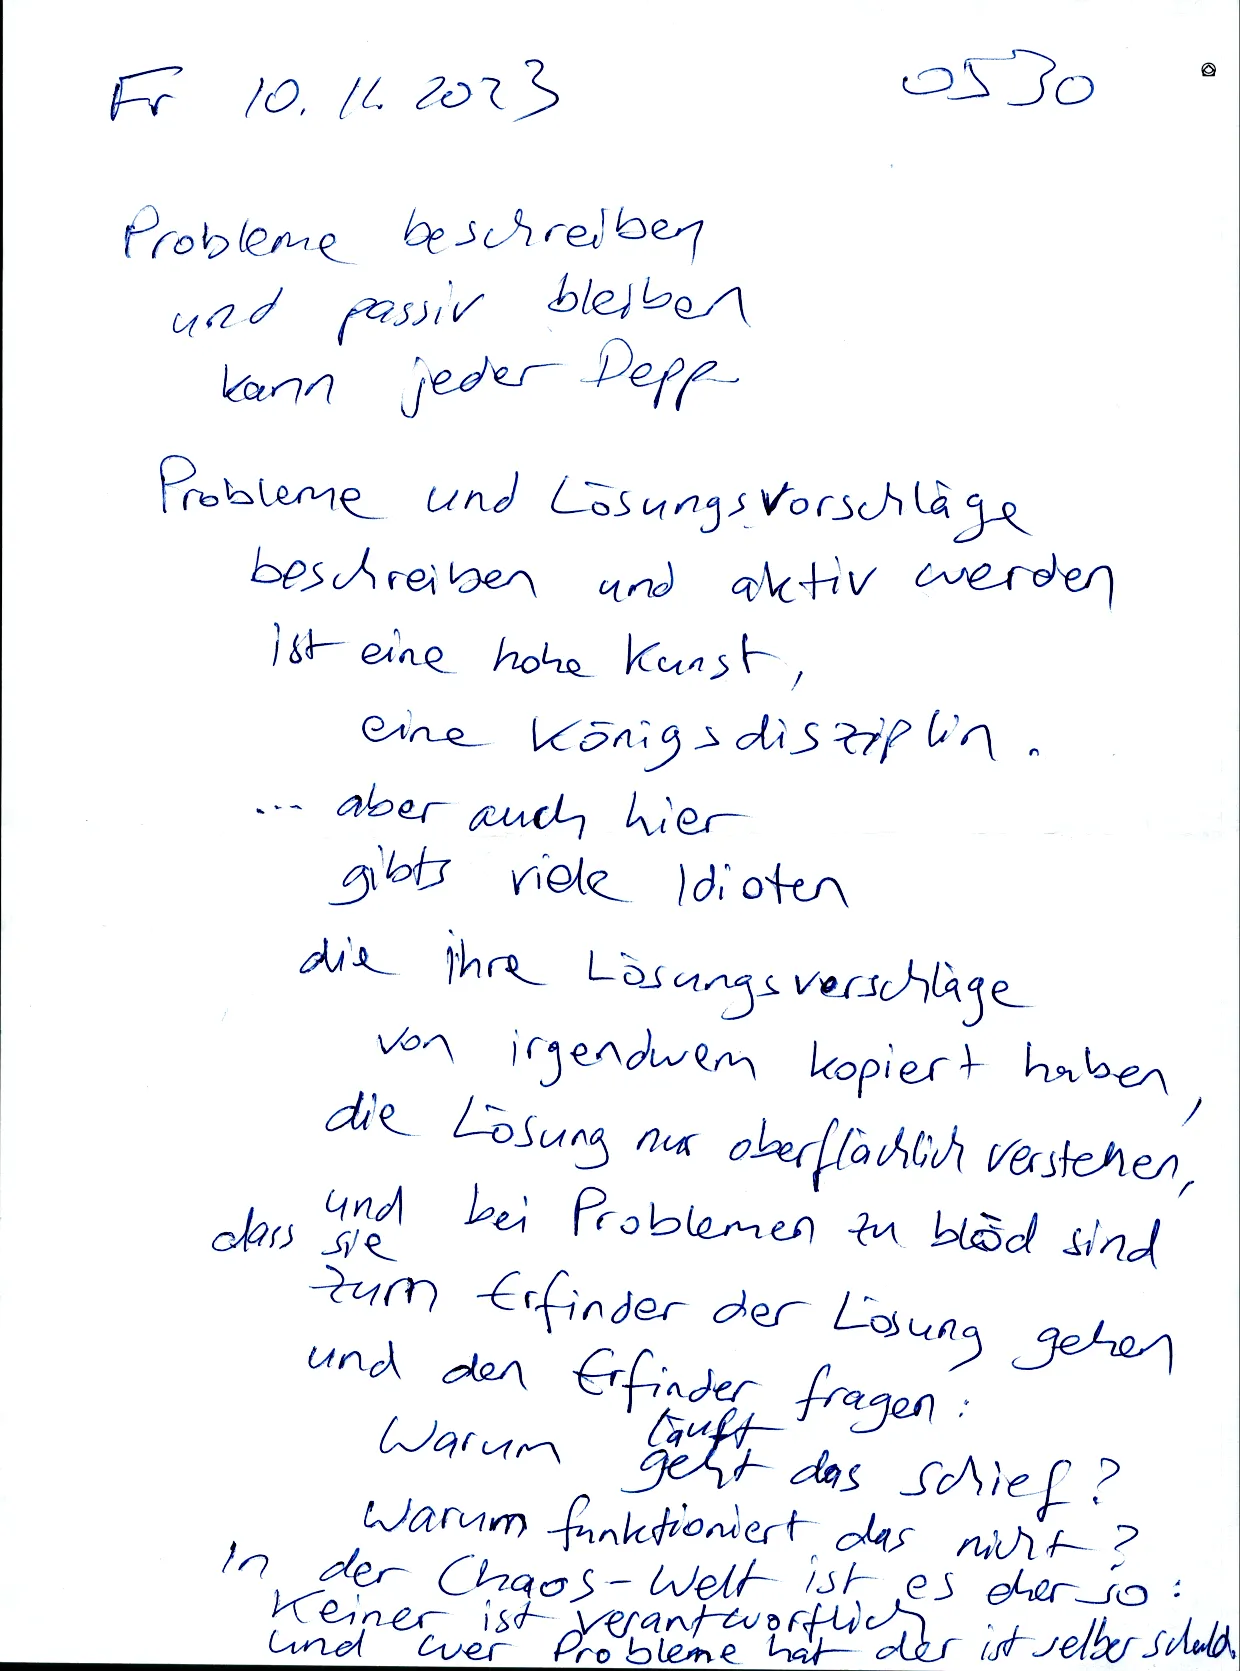 Fr 10.11.2023 0530
Probleme beschreiben
und passiv bleiben
kann jeder Depp
Probleme und Lösungsvorschläge
beschreiben und aktiv werden
ist eine hohe Kunst,
eine Königsdisziplin.
... aber auch hier
gibts viele Idioten
die ihre Lösungsvorschläge
von irgendwem kopiert haben,
die Lösung nur oberflächlich verstehen,
und bei Problemen zu blöd sind
dass sie
zum Erfinder der Lösung gehen
und den Erfinder fragen:
läuft
Warum geht das schief?
Warum funktioniert das nicht?
In der Chaos-Welt ist es eher so:
Keiner ist verantwortlich
und wer Probleme hat der ist selber schuld.